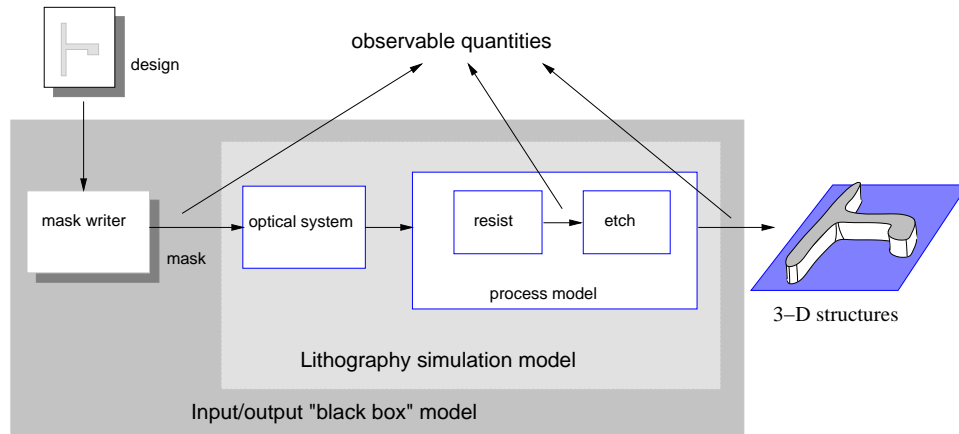 observable quantities
design
mask writer
mask
optical system
resist
etch
process model
3–D structures
Lithography simulation model
Input/output "black box" model